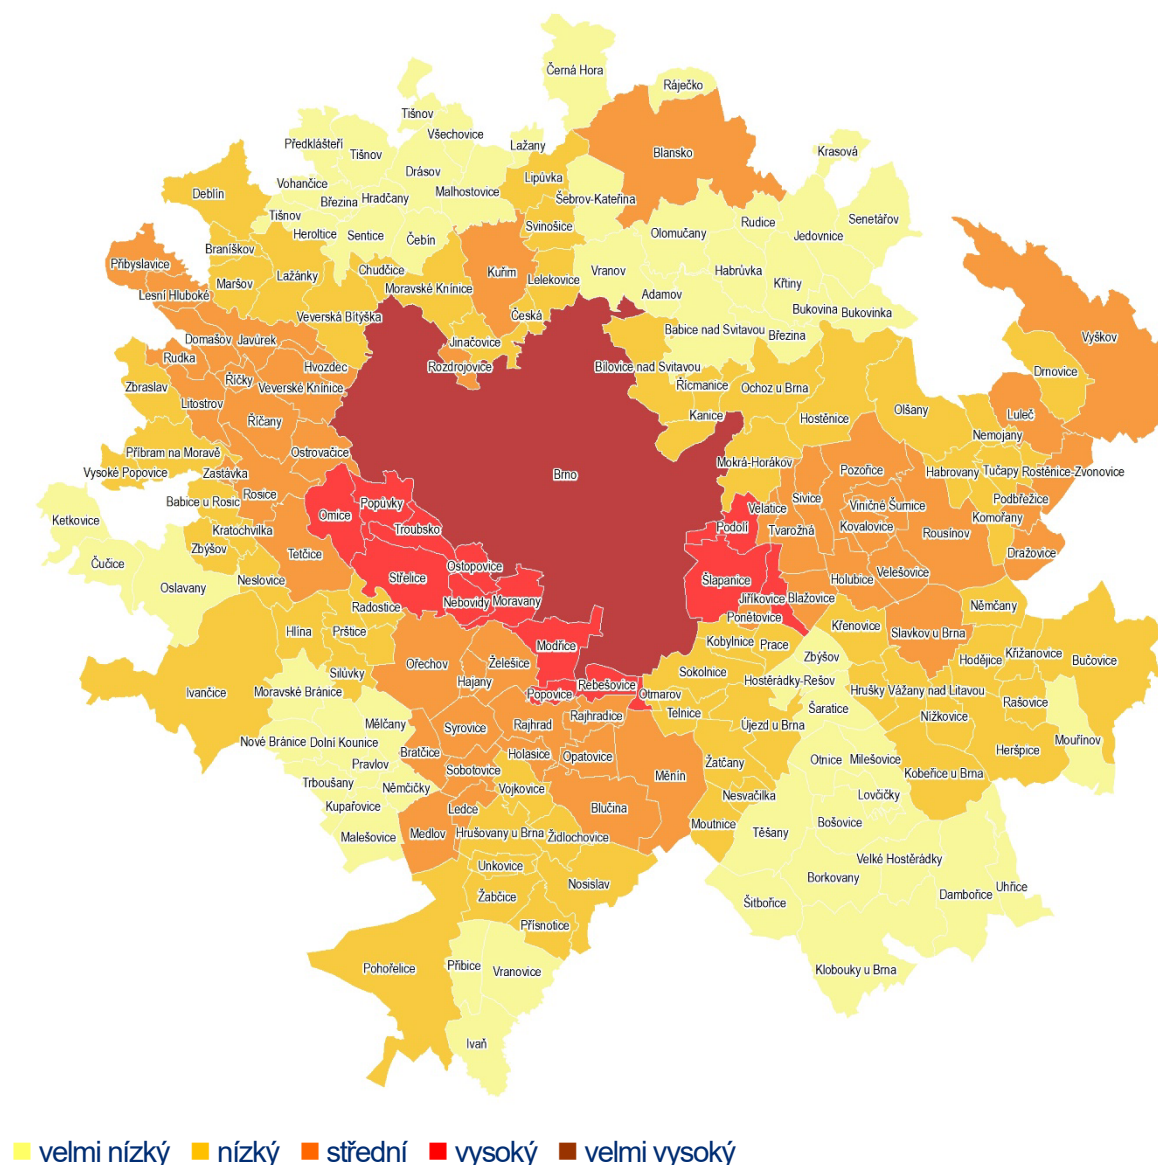 Černá Hora
Ráječko
Tišnov
Všechovice
Předklášteří
Tišnov
Lažany
Blansko
Krasová
Drásov
Lipůvka
Šebrov-Kateřina
Deblín
Vohančice
Březina
Hradčany
Malhostovice
Tišnov
Heroltice
Sentice
Čebín
Svinošice
Olomučany
Rudice
Jedovnice
Senetářov
Braníškov
Přibyslavice
Maršov
Lažánky
Chudčice
Moravské Knínice
Kuřim
Lelekovice
Vranov
Habrůvka
Křtiny
Lesní Hluboké
Veverská Bítýška
Česká
Adamov
Bukovina
Bukovinka
Babice nad Svitavou
Březina
Výškov
Domašov
Javůrek
Jinačovice
Rudka
Hvozdec
Rozdrojovice
Bílovice nad Svitavou
Drnovice
Zbraslav
Říčky
Veverské Knínice
Řícmanice
Ochoz u Brna
Litostrov
Kanice
Olšany
Luleč
Říčany
Hostěnice
Nemojany
Příbram na Moravě
Ostrovačice
Mokrá-Horákov
Pozořice
Habrovany
Tučapy
Rostěnice-Zvonovice
Vysoké Popovice
Zastávka
Brno
Rosice
Babice u Rosic
Popůvky
Velatice
Sivice
Viničné Šumice
Podbřežice
Ketkovice
Omice
Troubsko
Podolí
Tvarožná
Kovalovice
Rousínov
Komořany
Kratochvilka
Zbýšov
Tetčice
Dražovice
Čučice
Ostopovice
Střelice
Šlapanice
Holubice
Velešovice
Oslavany
Neslovice
Nebovidy
Moravany
Jiříkovice
Blažovice
Radostice
Ponětovice
Němčany
Hlína
Prštice
Modřice
Kobylnice
Prace
Křenovice
Slavkov u Brna
Zbýšov
Hodějice
Křižanovice
Bučovice
Ořechov
Želešice
Silůvky
Hajany
Sokolnice
Hostěrádky-Rešov
Ivančice
Moravské Bránice
Popovice
Rebešovice
Otmarov
Hrušky
Vážany nad Litavou
Rašovice
Telnice
Šaratice
Nížkovice
Mělčany
Syrovice
Rajhrad
Rajhradice
Újezd u Brna
Mouřínov
Nové Bránice
Dolní Kounice
Bratčice
Holasice
Opatovice
Otnice
Milešovice
Heršpice
Pravlov
Sobotovice
Měnín
Žatčany
Kobeřice u Brna
Trboušany
Němčičky
Vojkovice
Nesvačilka
Lovčičky
Kupařovice
Ledce
Blučina
Moutnice
Bošovice
Malešovice
Medlov
Hrušovany u Brna
Židlochovice
Těšany
Unkovice
Velké Hostěrádky
Nosislav
Borkovany
Žabčice
Šitbořice
Dambořice
Uhřice
Přísnotice
Pohořelice
Přibice
Vranovice
Klobouky u Brna
Ivaň
velmi nízký nízký střední vysoký velmi vysoký